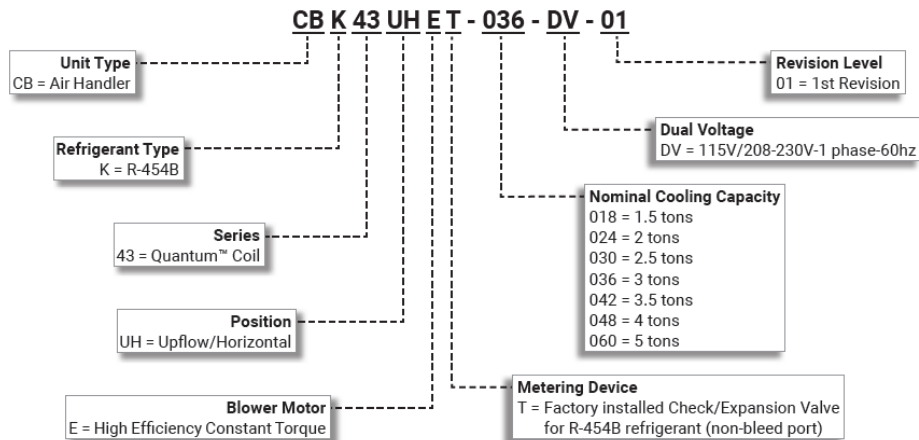 CB K 43 UH E T - 036 - DV - 01
Unit Type
CB = Air Handler
Revision Level
01 = 1st Revision
Refrigerant Type
K = R-454B
Dual Voltage
DV = 115V/208-230V-1 phase-60hz
Series
43 = Quantum™ Coil
Nominal Cooling Capacity
018 = 1.5 tons
024 = 2 tons
030 = 2.5 tons
036 = 3 tons
042 = 3.5 tons
048 = 4 tons
060 = 5 tons
Position
UH = Upflow/Horizontal
Blower Motor
E = High Efficiency Constant Torque
Metering Device
T = Factory installed Check/Expansion Valve
for R-454B refrigerant (non-bleed port)